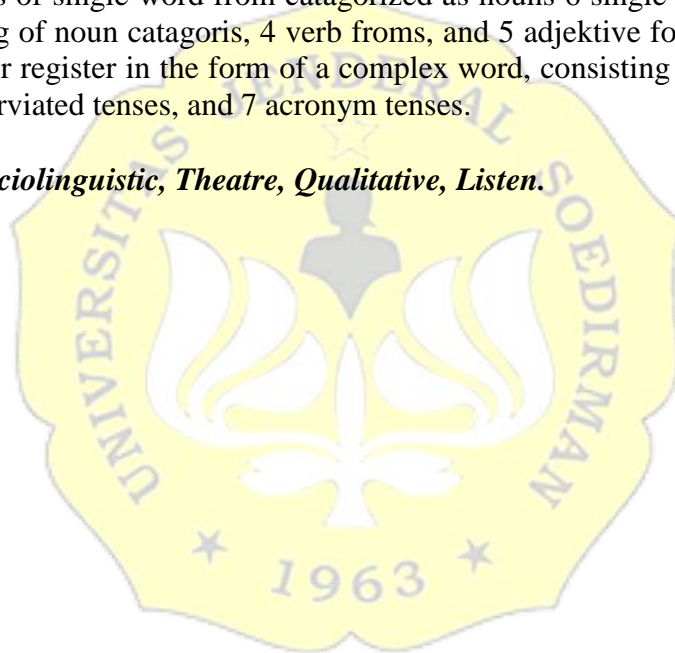 s of single word from catagorized as nouns 6 single
g of noun catagoris, 4 verb froms, and 5 adjektive fo
r register in the form of a complex word, consisting
rviated tenses, and 7 acronym tenses.
ciolinguistic, Theatre, Qualitative, Listen.
UNIVERSITAS JENDERAL SOEDIRMAN
1963